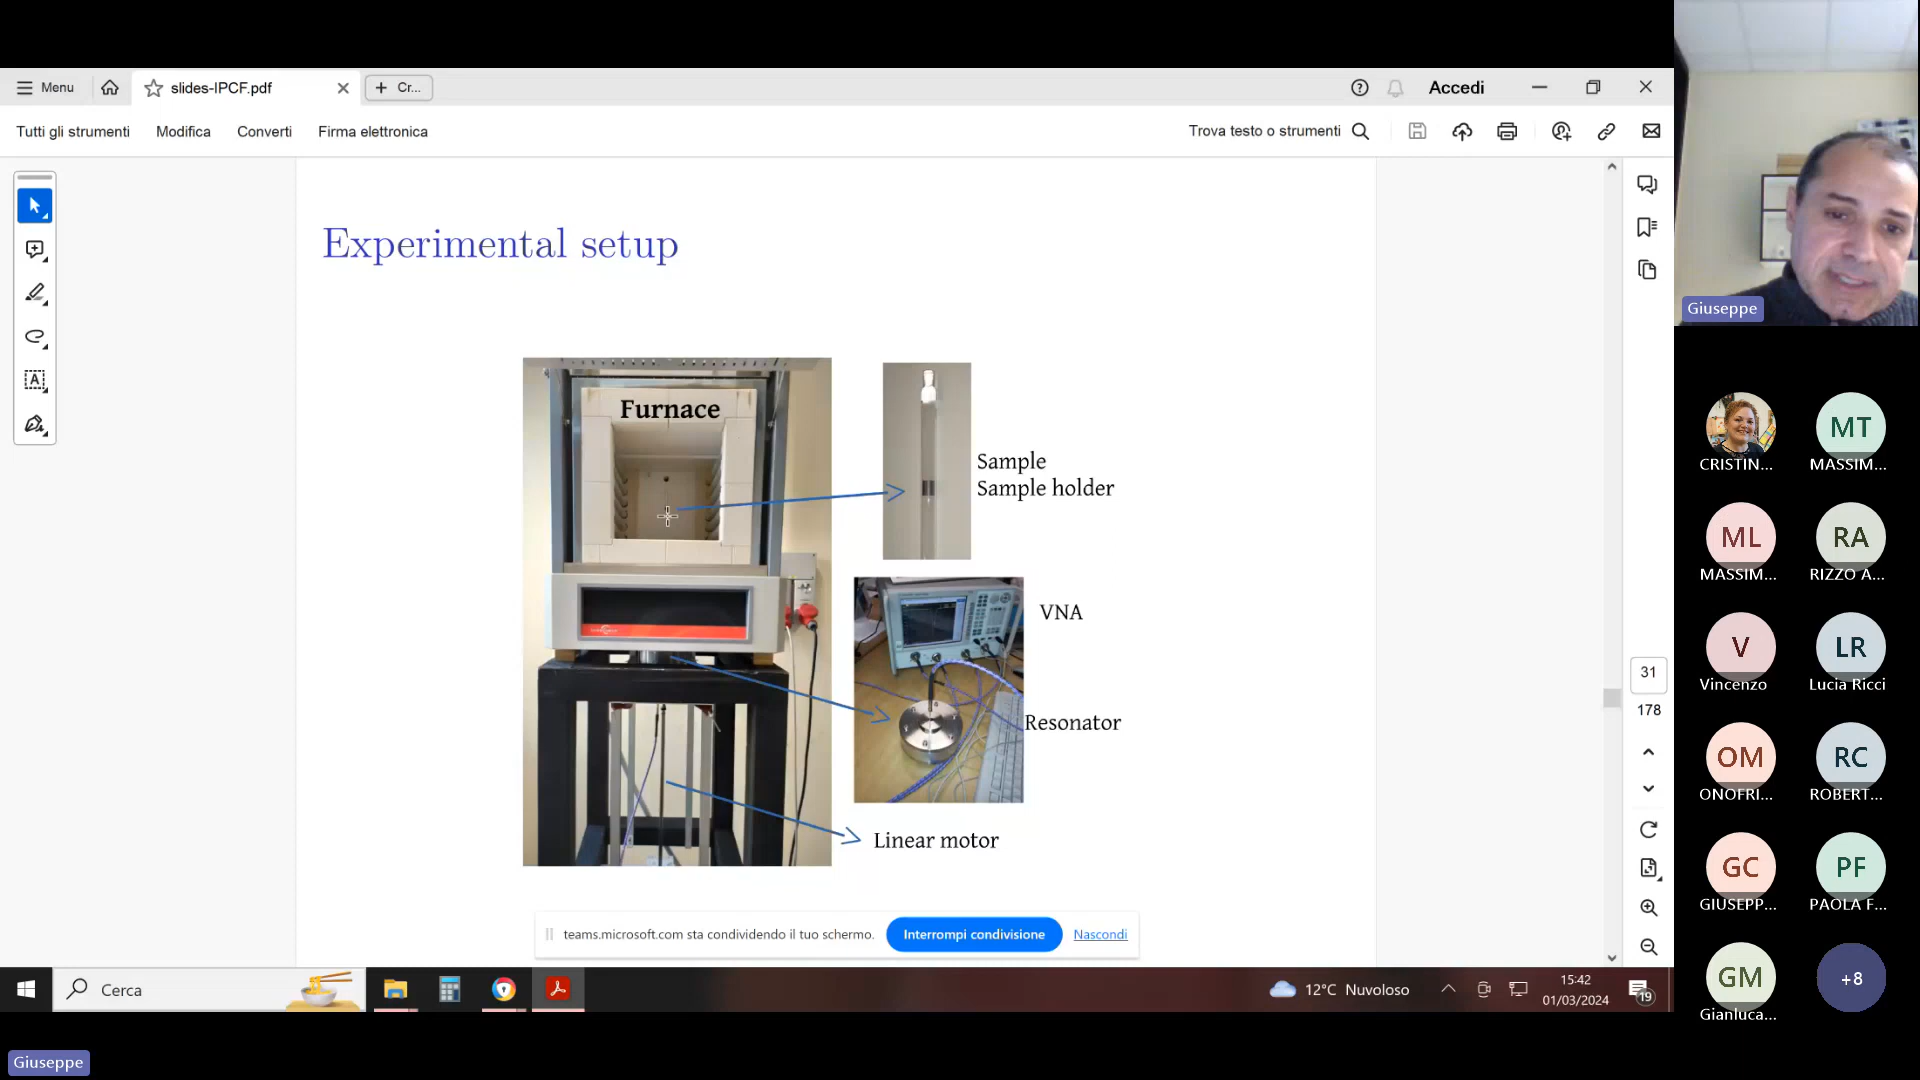 Menu
slides-IPCF.pdf
Cr...
Accedi
Tutti gli strumenti
Modifica
Converti
Firma elettronica
Trova testo o strumenti
Experimental setup
Furnace
Sample
Sample holder
VNA
Resonator
Linear motor
31
178
teams.microsoft.com sta condividendo il tuo schermo.
Interrompi condivisione
Nascondi
Cerca
12°C Nuvoloso
15:42
01/03/2024
19
Giuseppe
CRISTIN...
MT
MASSIM...
ML
MASSIM...
RA
RIZZO A...
V
Vincenzo
LR
Lucia Ricci
OM
ONOFRI...
RC
ROBERT...
GC
GIUSEPP...
PF
PAOLA F...
GM
Gianluca...
+8
Giuseppe